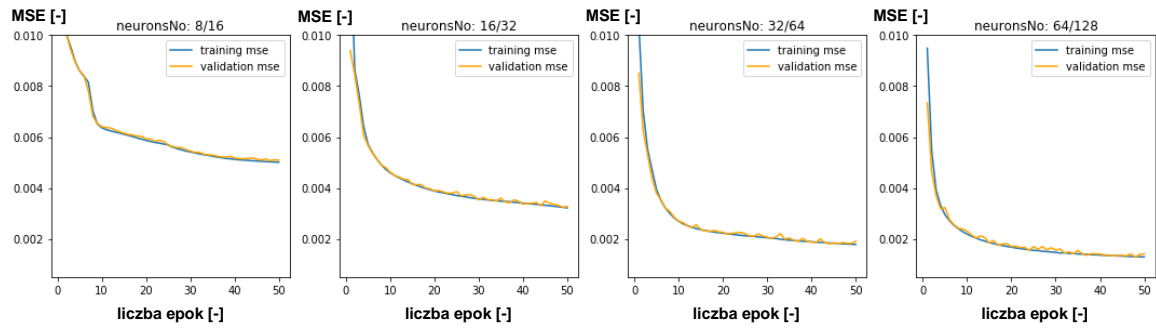 MSE [-]
neuronsNo: 8/16
0.010
0.008
0.006
0.004
0.002
training mse
validation mse
0 10 20 30 40 50
liczba epok [-]
MSE [-]
neuronsNo: 16/32
0.010
0.008
0.006
0.004
0.002
training mse
validation mse
0 10 20 30 40 50
liczba epok [-]
MSE [-]
neuronsNo: 32/64
0.010
0.008
0.006
0.004
0.002
training mse
validation mse
0 10 20 30 40 50
liczba epok [-]
MSE [-]
neuronsNo: 64/128
0.010
0.008
0.006
0.004
0.002
training mse
validation mse
0 10 20 30 40 50
liczba epok [-]